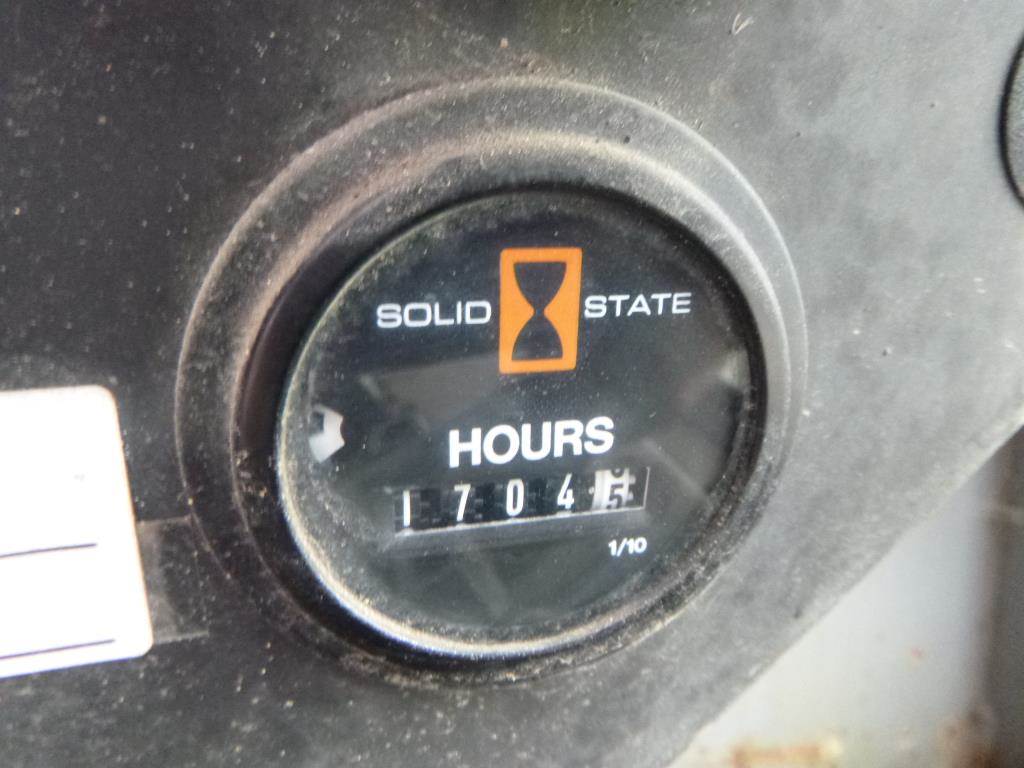 SOLID STATE
HOURS
17045
1/10